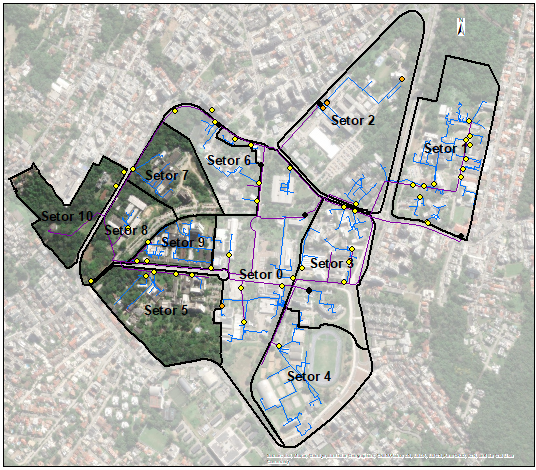 N
Setor 2
Setor 1
Setor 6
Setor 7
Setor 10
Setor 8
Setor 9
Setor 0
Setor 3
Setor 5
Setor 4